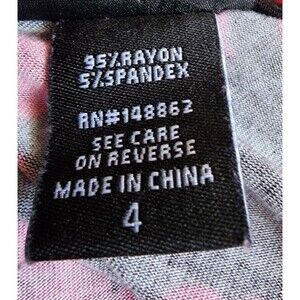 95%RAYON
5%SPANDEX
RN#148862
SEE CARE
ON REVERSE
MADE IN CHINA
4